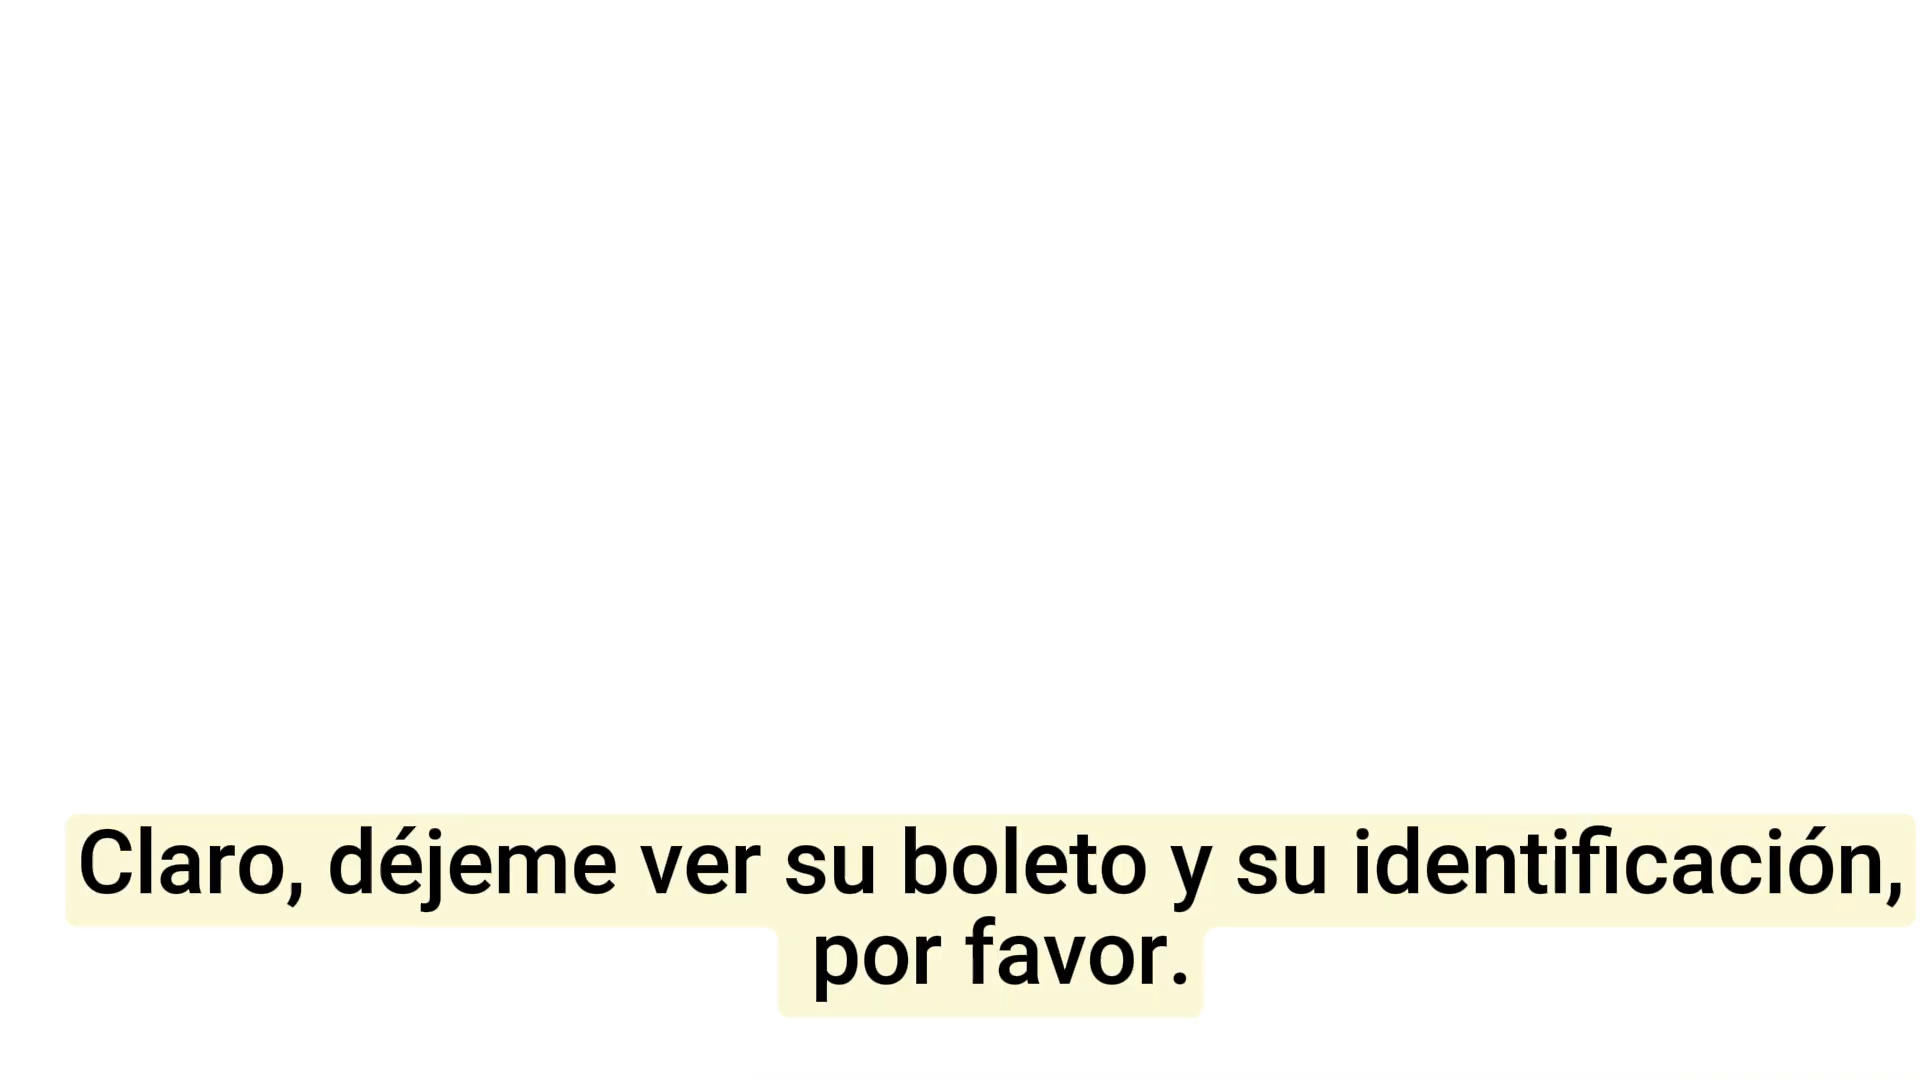 Claro, déjeme ver su boleto y su identificación,
por favor.